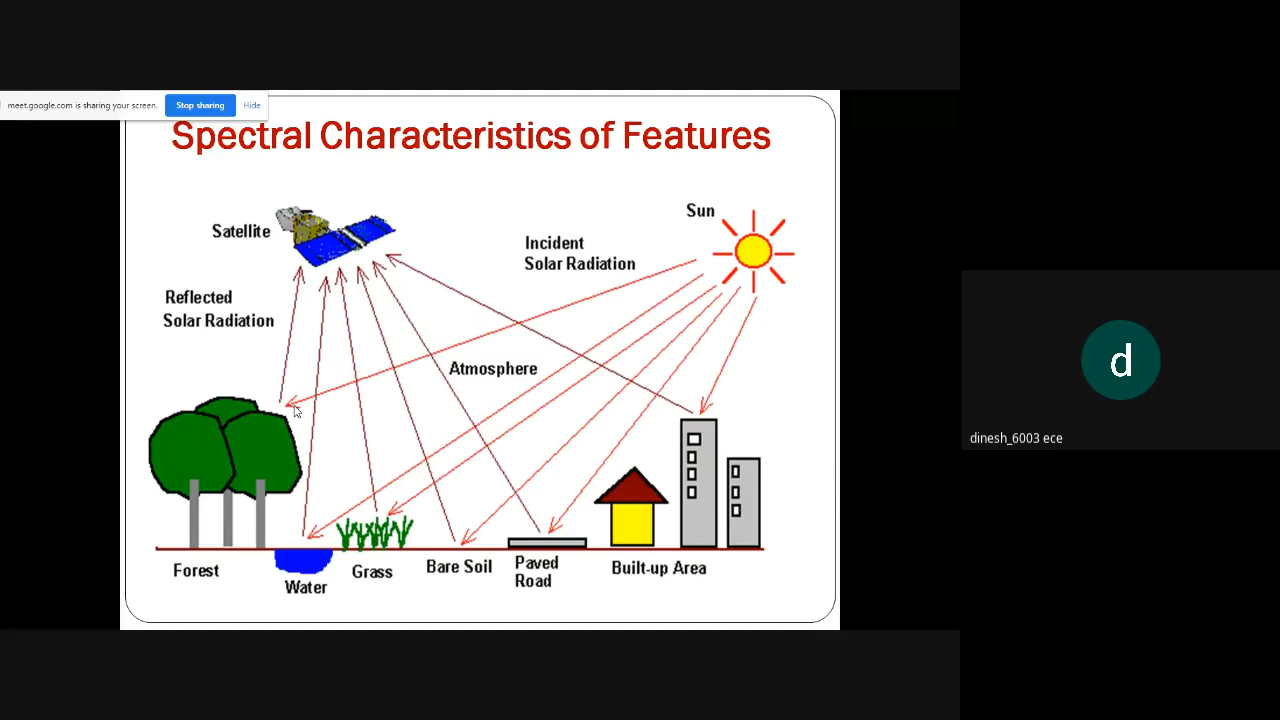 meet.google.com is sharing your screen.
Stop sharing
Hide
Spectral Characteristics of Features
Satellite
Sun
Incident
Solar Radiation
Reflected
Solar Radiation
Atmosphere
Forest
Water
Grass
Bare Soil
Paved
Road
Built-up Area
d
dinesh_6003 ece